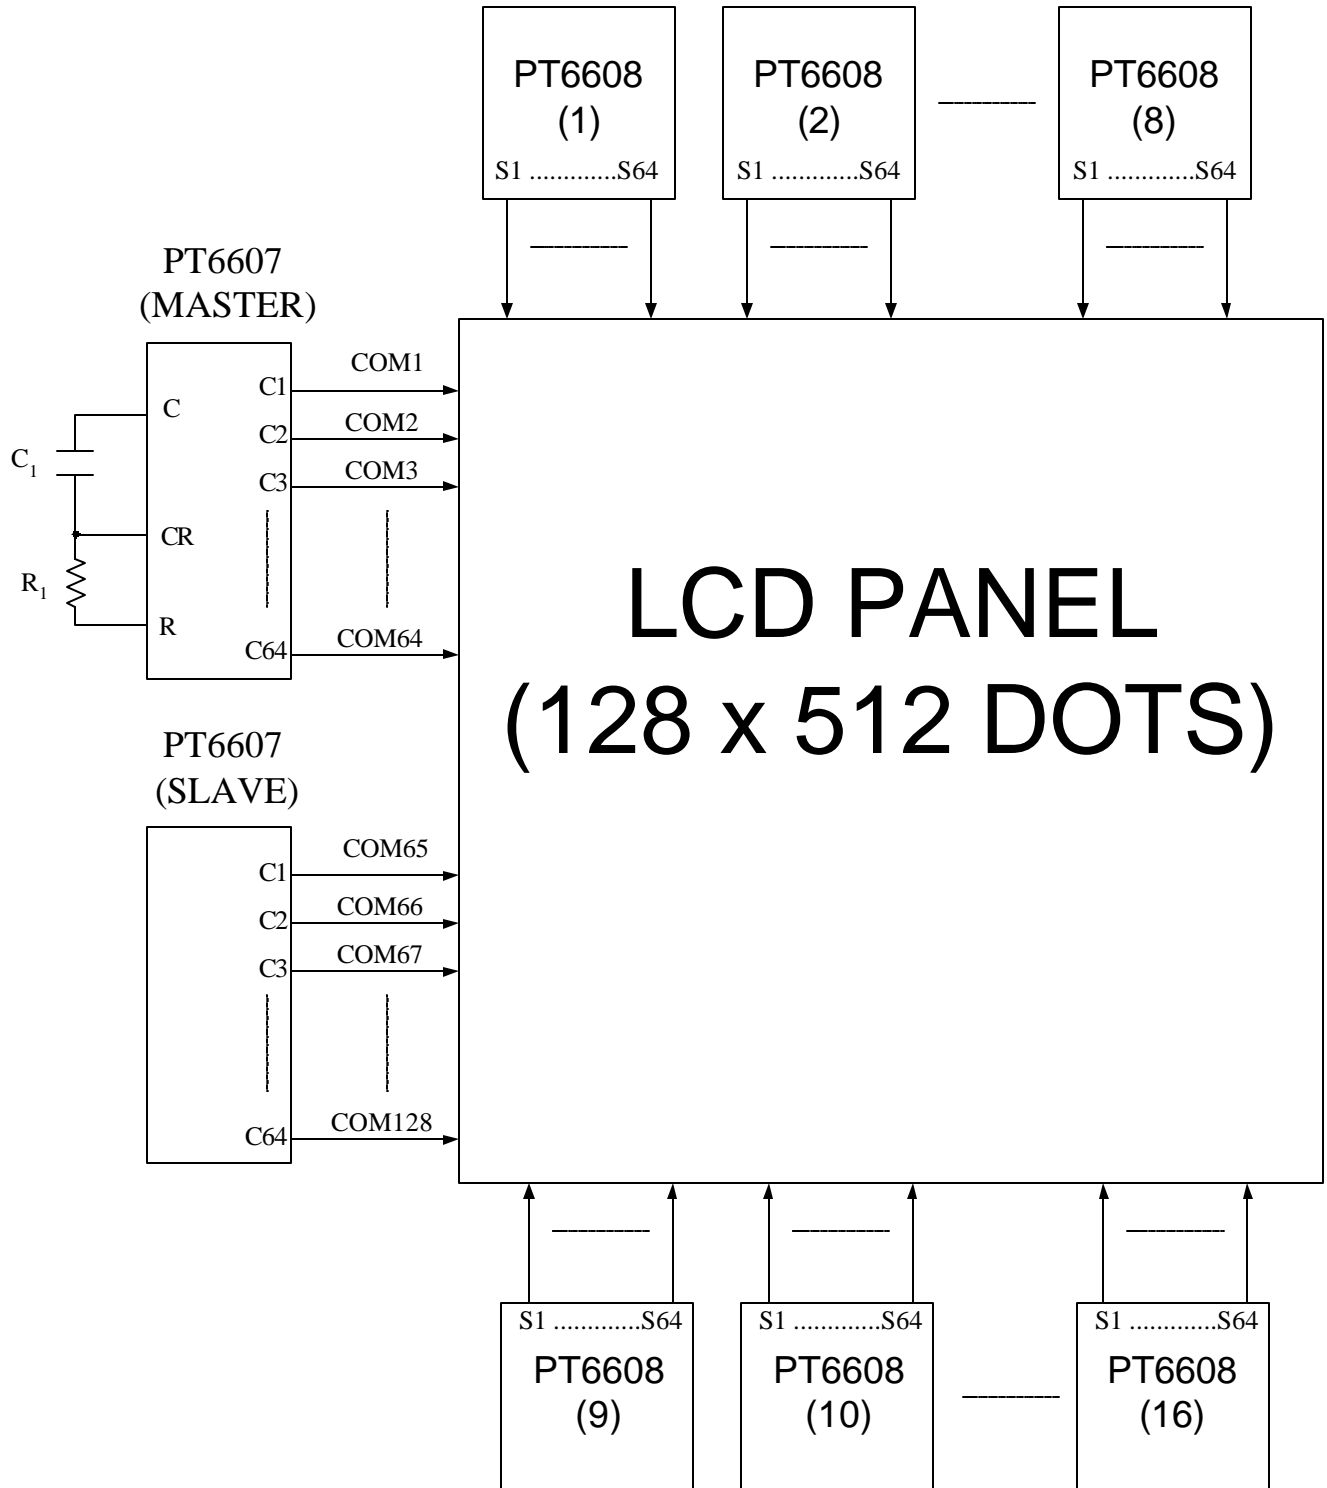 PT6608
(1)
S1 .............S64
PT6608
(2)
S1 .............S64
PT6608
(8)
S1 .............S64
PT6607
(MASTER)
C
CR
R
C1
C2
C3
C64
COM1
COM2
COM3
COM64
C1
R1
LCD PANEL
(128 x 512 DOTS)
PT6607
(SLAVE)
C1
C2
C3
C64
COM65
COM66
COM67
COM128
S1 .............S64
PT6608
(9)
S1 .............S64
PT6608
(10)
S1 .............S64
PT6608
(16)